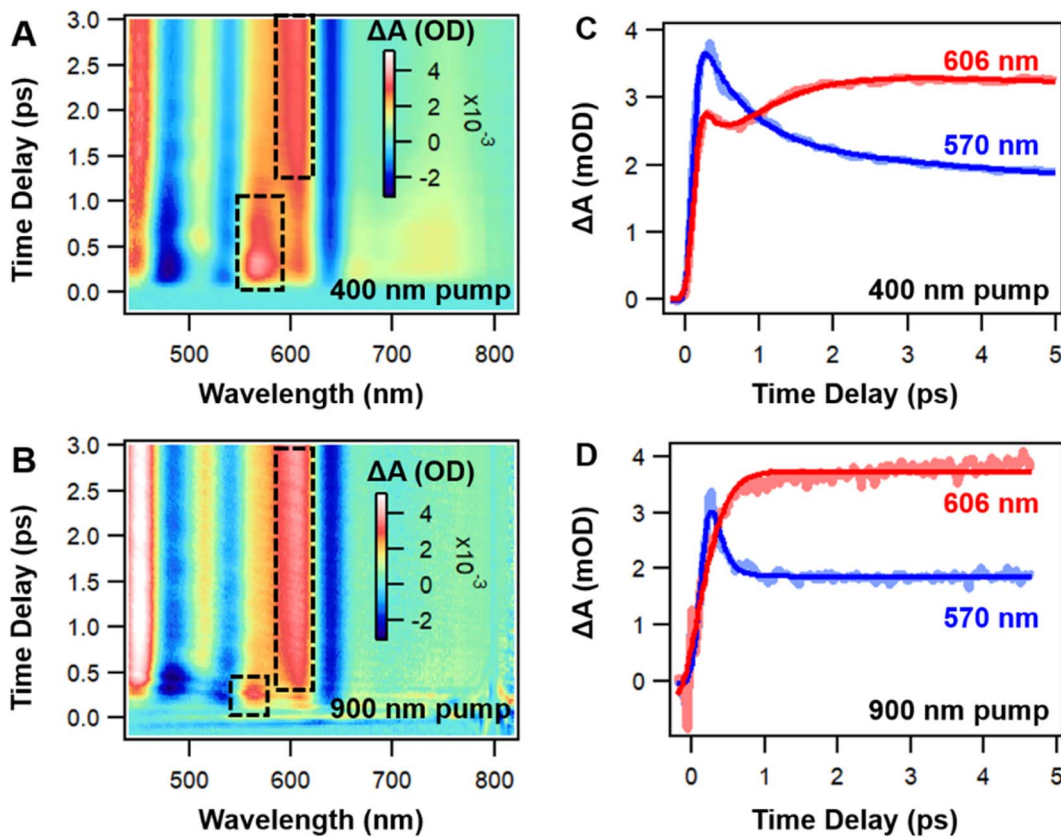 A
3.0
2.5
2.0
1.5
1.0
0.5
0.0
Time Delay (ps)
ΔA (OD)
4
2
0
-2
x10⁻³
400 nm pump
500
600
700
800
Wavelength (nm)
C
4
3
2
1
0
ΔA (mOD)
606 nm
570 nm
400 nm pump
0
1
2
3
4
5
Time Delay (ps)
B
3.0
2.5
2.0
1.5
1.0
0.5
0.0
Time Delay (ps)
ΔA (OD)
4
2
0
-2
x10⁻³
900 nm pump
500
600
700
800
Wavelength (nm)
D
4
3
2
1
0
ΔA (mOD)
606 nm
570 nm
900 nm pump
0
1
2
3
4
5
Time Delay (ps)